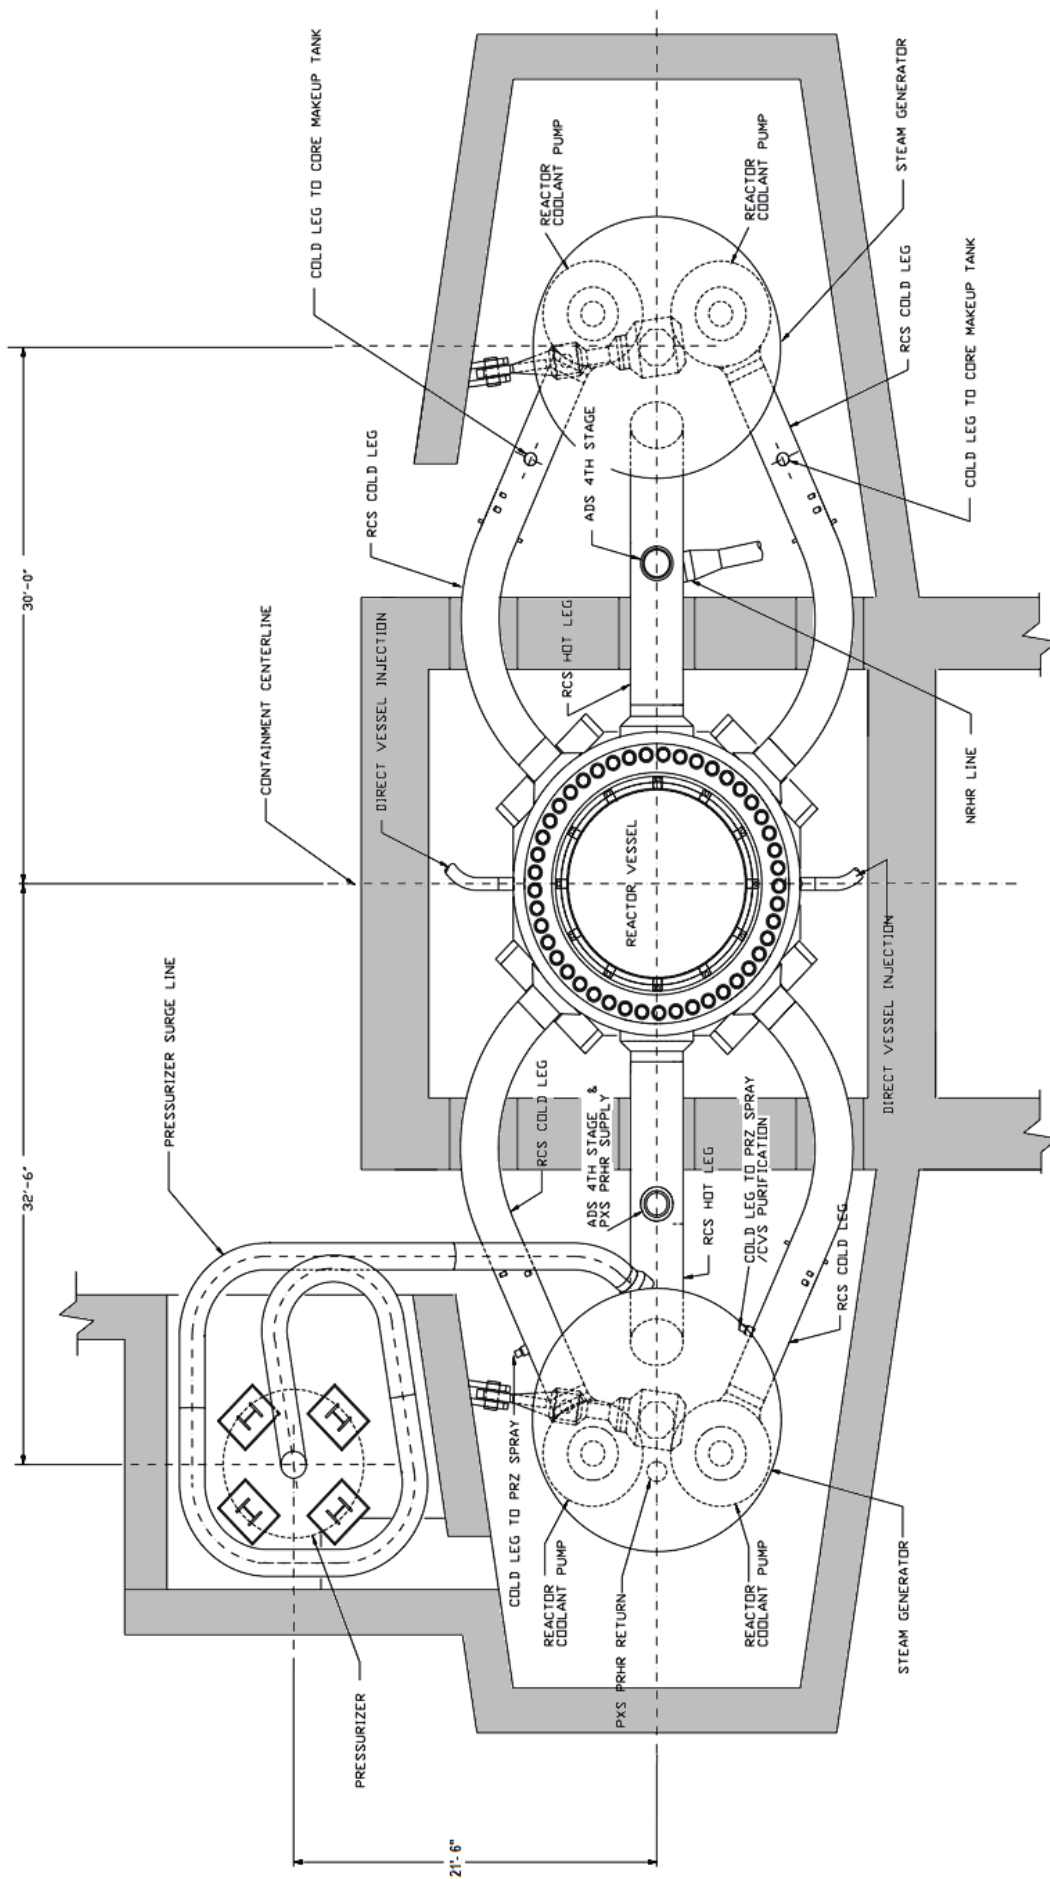 COLD LEG TO CORE MAKEUP TANK
STEAM GENERATOR
REACTOR
COOLANT PUMP
REACTOR
COOLANT PUMP
RCS COLD LEG
RCS COLD LEG
COLD LEG TO CORE MAKEUP TANK
ADS 4TH STAGE
30'-0"
CONTAINMENT CENTERLINE
DIRECT VESSEL INJECTION
RCS HOT LEG
NRHR LINE
REACTOR VESSEL
PRESSURIZER SURGE LINE
DIRECT VESSEL INJECTION
32'-6"
RCS COLD LEG
ADS 4TH STAGE &
PXS PRHR SUPPLY
RCS HOT LEG
COLD LEG TO PRZ SPRAY
/CVS PURIFICATION
RCS COLD LEG
H
H
H
H
COLD LEG TO PRZ SPRAY
REACTOR
COOLANT PUMP
PXS PRHR RETURN
REACTOR
COOLANT PUMP
STEAM GENERATOR
PRESSURIZER
21'-6"